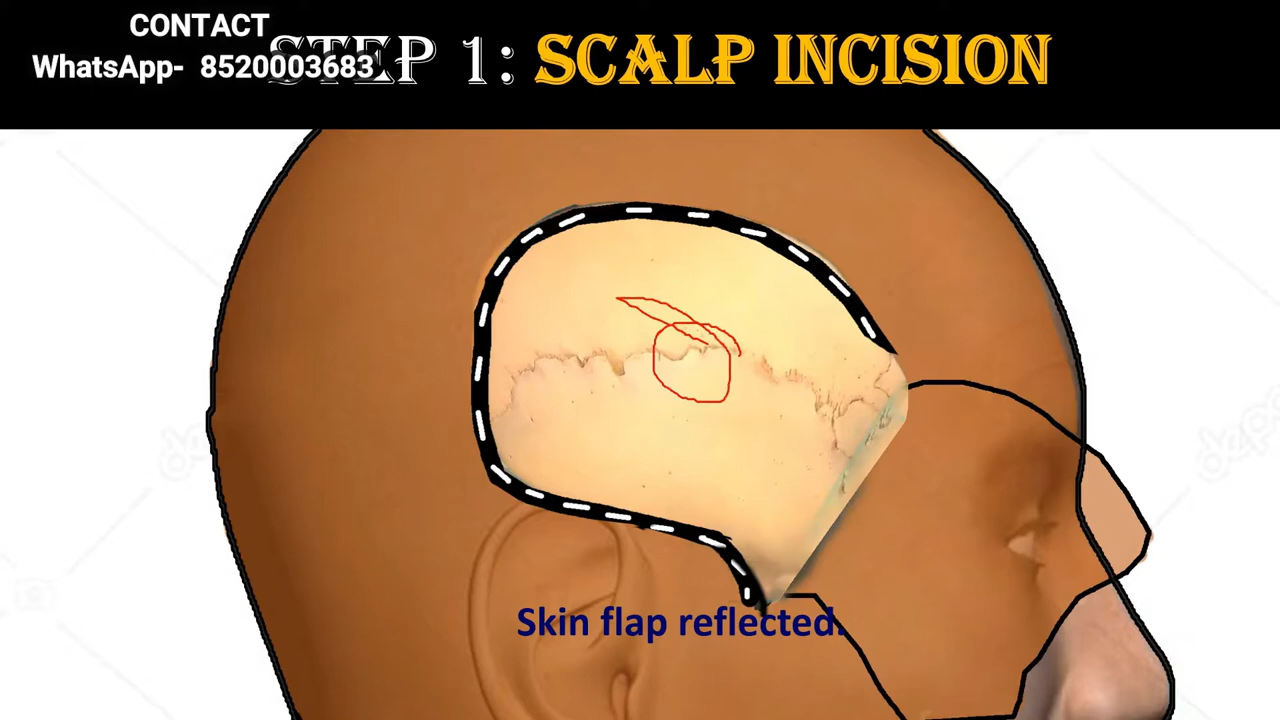 CONTACT
WhatsApp- 8520003683
STEP 1: SCALP INCISION
Skin flap reflected.